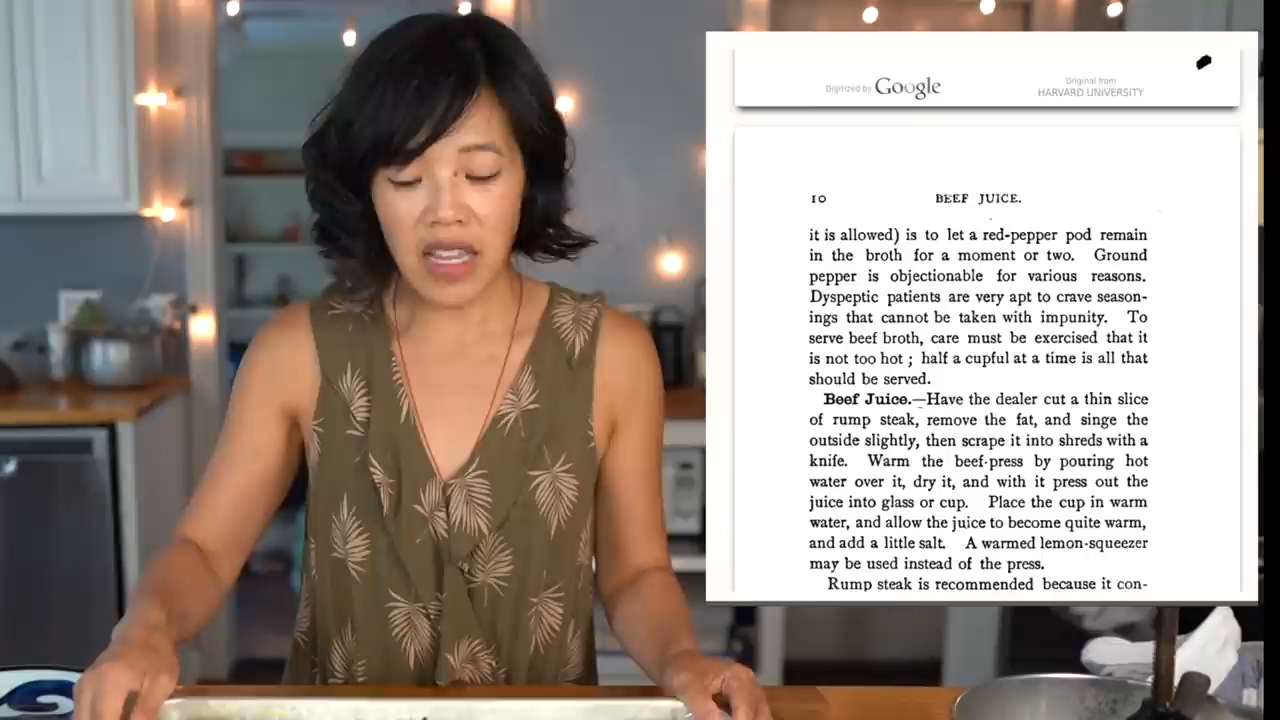 Digitized by Google
Original from
HARVARD UNIVERSITY
10 BEEF JUICE.
it is allowed) is to let a red-pepper pod remain
in the broth for a moment or two. Ground
pepper is objectionable for various reasons.
Dyspeptic patients are very apt to crave season-
ings that cannot be taken with impunity. To
serve beef broth, care must be exercised that it
is not too hot ; half a cupful at a time is all that
should be served.
Beef Juice.—Have the dealer cut a thin slice
of rump steak, remove the fat, and singe the
outside slightly, then scrape it into shreds with a
knife. Warm the beef-press by pouring hot
water over it, dry it, and with it press out the
juice into glass or cup. Place the cup in warm
water, and allow the juice to become quite warm,
and add a little salt. A warmed lemon-squeezer
may be used instead of the press.
Rump steak is recommended because it con-